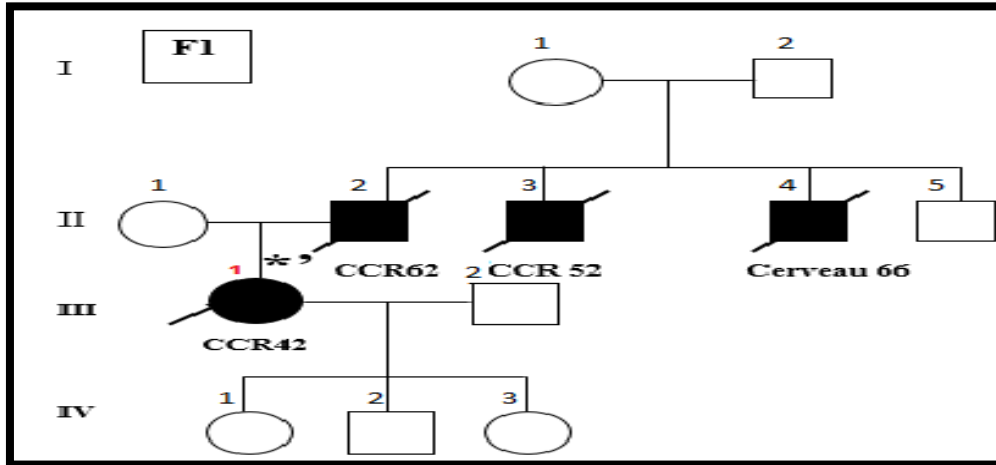 F1
I
1 2
II
1 2 3 4 5
CCR62 CCR 52 Cerveau 66
*’
III
1 2
CCR42
IV
1 2 3